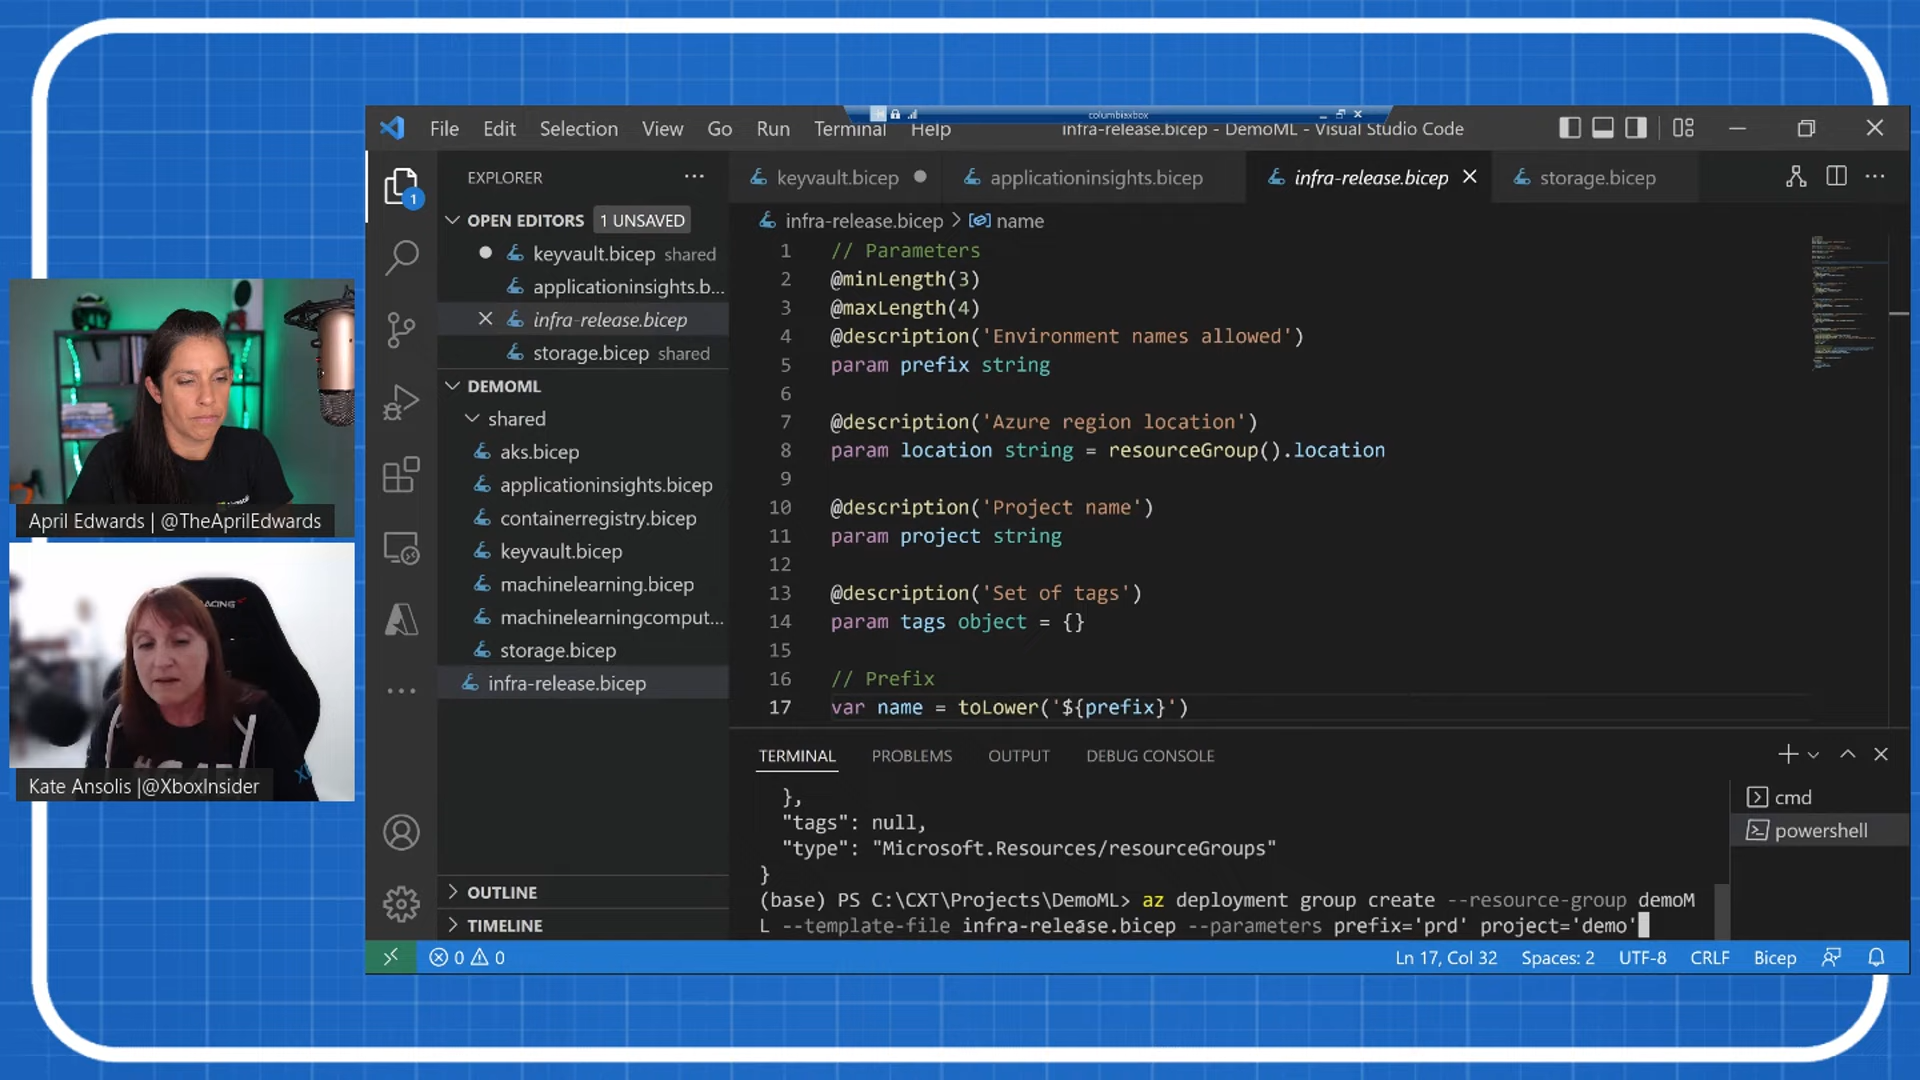 columbiaxbox
File Edit Selection View Go Run Terminal Help infra-release.bicep - DemoML - Visual Studio Code
EXPLORER
OPEN EDITORS 1 UNSAVED
keyvault.bicep shared
applicationinsights.b...
infra-release.bicep
storage.bicep shared
DEMOML
shared
aks.bicep
applicationinsights.bicep
containerregistry.bicep
keyvault.bicep
machinelearning.bicep
machinelearningcomput...
storage.bicep
infra-release.bicep
OUTLINE
TIMELINE
1
keyvault.bicep applicationinsights.bicep infra-release.bicep storage.bicep
infra-release.bicep > name
1 // Parameters
2 @minLength(3)
3 @maxLength(4)
4 @description('Environment names allowed')
5 param prefix string
6
7 @description('Azure region location')
8 param location string = resourceGroup().location
9
10 @description('Project name')
11 param project string
12
13 @description('Set of tags')
14 param tags object = {}
15
16 // Prefix
17 var name = toLower('${prefix}')
TERMINAL PROBLEMS OUTPUT DEBUG CONSOLE
},
"tags": null,
"type": "Microsoft.Resources/resourceGroups"
}
(base) PS C:\CXT\Projects\DemoML> az deployment group create --resource-group demoM
L --template-file infra-release.bicep --parameters prefix='prd' project='demo'
cmd
powershell
0 0 Ln 17, Col 32 Spaces: 2 UTF-8 CRLF Bicep
April Edwards | @TheAprilEdwards
RACING
Kate Ansolis |@XboxInsider